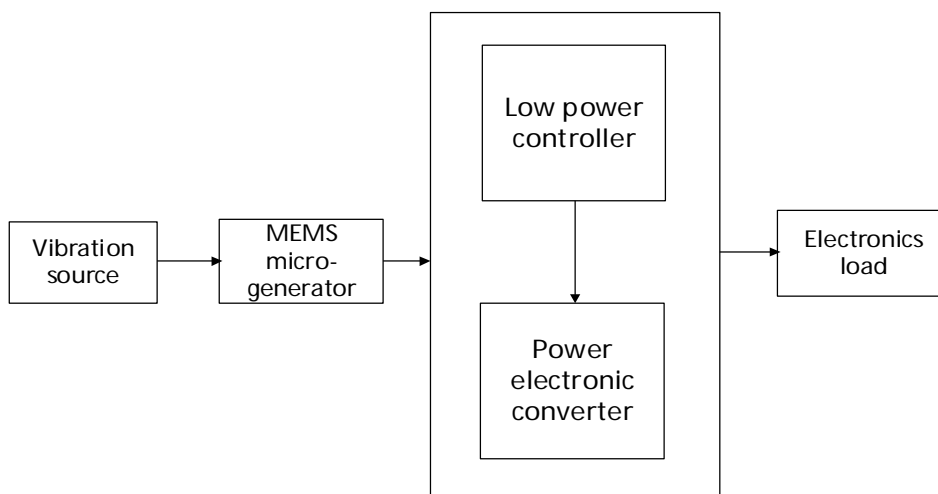 Vibration
source
MEMS
micro-
generator
Low power
controller
Power
electronic
converter
Electronics
load